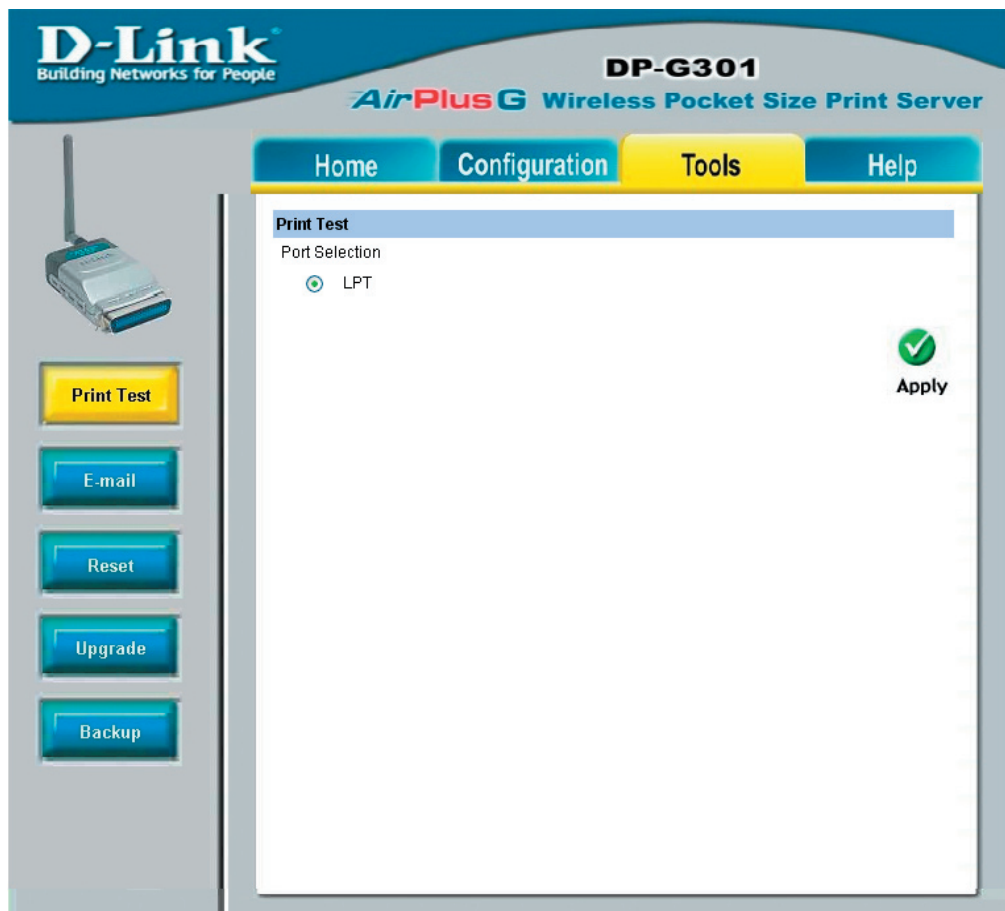 D-Link
Building Networks for People
DP-G301
AirPlus G Wireless Pocket Size Print Server
Home
Configuration
Tools
Help
Print Test
Port Selection
LPT
Apply
Print Test
E-mail
Reset
Upgrade
Backup